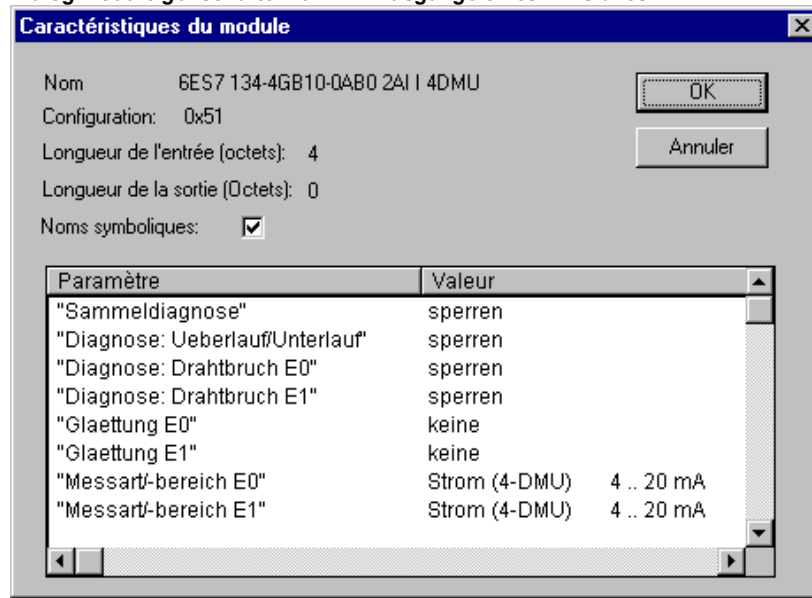 Caractéristiques du module
Nom 6ES7 134-4GB10-0AB0 2AI I 4DMU
OK
Configuration: 0x51
Annuler
Longueur de l'entrée (octets): 4
Longueur de la sortie (Octets): 0
Noms symboliques:
Paramètre Valeur
"Sammeldiagnose" sperren
"Diagnose: Ueberlauf/Unterlauf" sperren
"Diagnose: Drahtbruch E0" sperren
"Diagnose: Drahtbruch E1" sperren
"Glaettung E0" keine
"Glaettung E1" keine
"Messart/-bereich E0" Strom (4-DMU) 4 .. 20 mA
"Messart/-bereich E1" Strom (4-DMU) 4 .. 20 mA